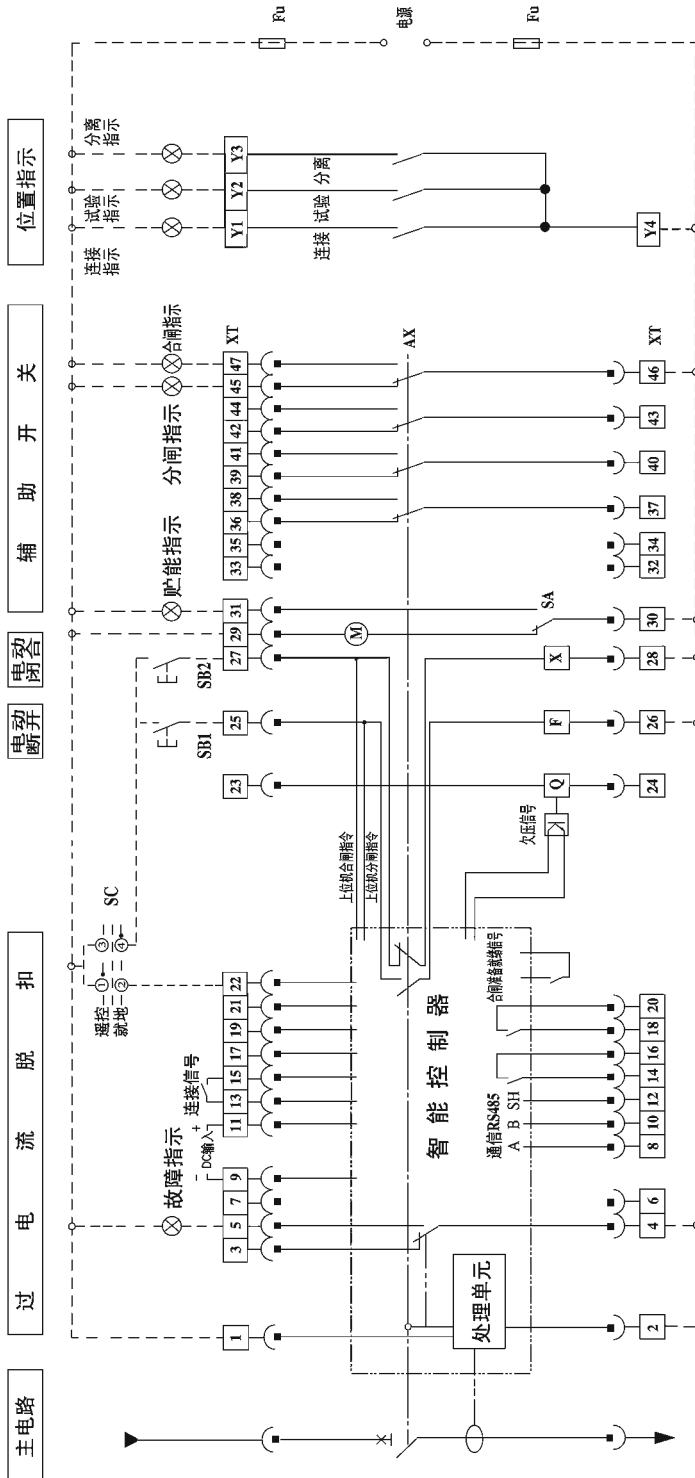 主电路
过电流脱扣
电动断开
电动闭合
辅助开关
位置指示
遥控
就地
① ③
② ④
SC
SB1
SB2
故障指示
- DC输入 +
连接信号
贮能指示
分闸指示
合闸指示
连接指示
试验指示
分离指示
Fu
电源
Fu
1
3
5
7
9
11
13
15
17
19
21
22
23
25
27
29
31
33
35
36
38
39
41
42
44
45
47
XT
Y1
Y2
Y3
上位机合闸指令
上位机分闸指令
M
AX
连接
试验
分离
智能控制器
处理单元
通信RS485
A B SH
合闸准备就绪信号
欠压信号
Q
F
X
SA
2
4
6
8
10
12
14
16
18
20
24
26
28
30
32
34
37
40
43
46
XT
Y4